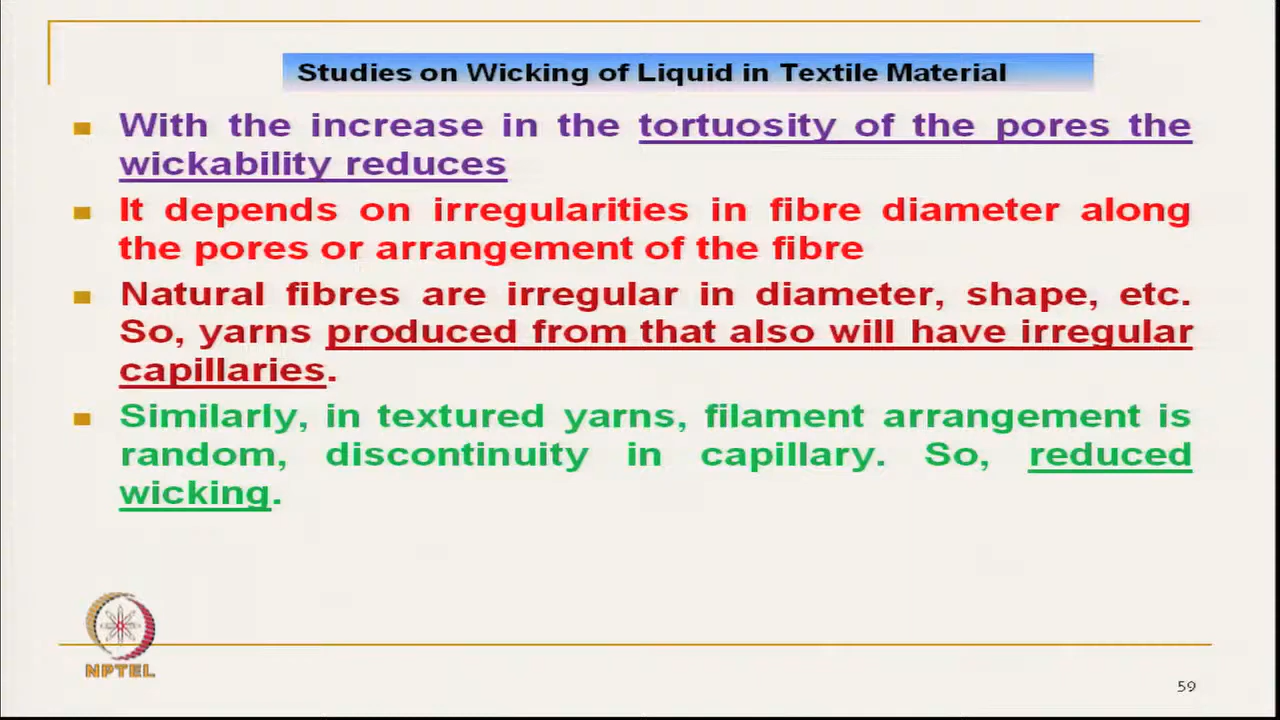 Studies on Wicking of Liquid in Textile Material
With the increase in the tortuosity of the pores the
wickability reduces
It depends on irregularities in fibre diameter along
the pores or arrangement of the fibre
Natural fibres are irregular in diameter, shape, etc.
So, yarns produced from that also will have irregular
capillaries.
Similarly, in textured yarns, filament arrangement is
random, discontinuity in capillary. So, reduced
wicking.
NPTEL
59